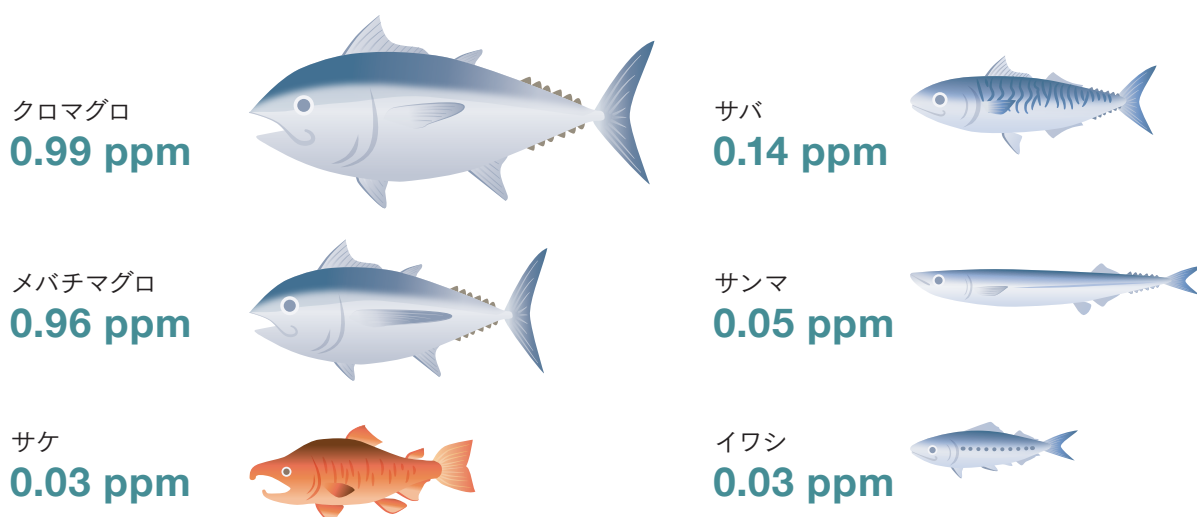 クロマグロ
0.99 ppm
メバチマグロ
0.96 ppm
サケ
0.03 ppm
サバ
0.14 ppm
サンマ
0.05 ppm
イワシ
0.03 ppm